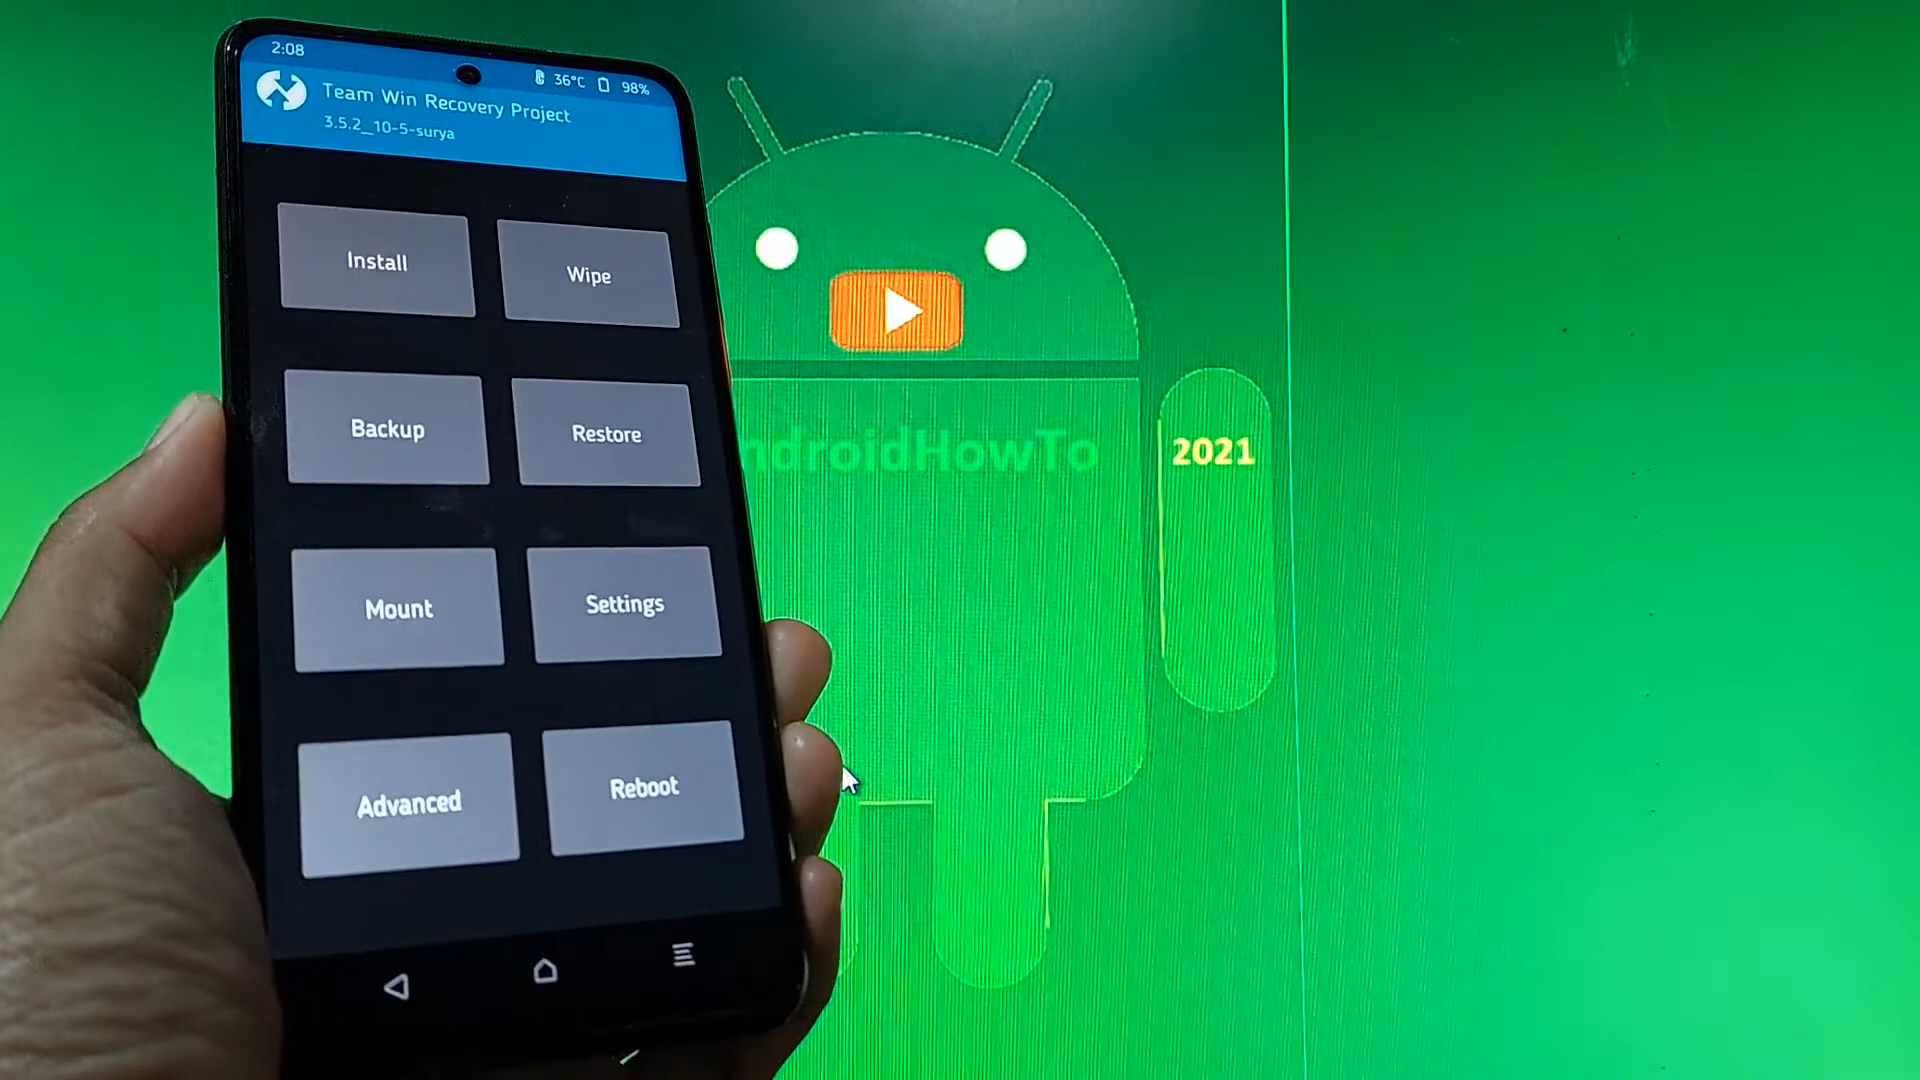 2:08
36°C 98%
Team Win Recovery Project
3.5.2_10-5-surya
Install
Wipe
Backup
Restore
Mount
Settings
Advanced
Reboot
ndroidHowTo
2021